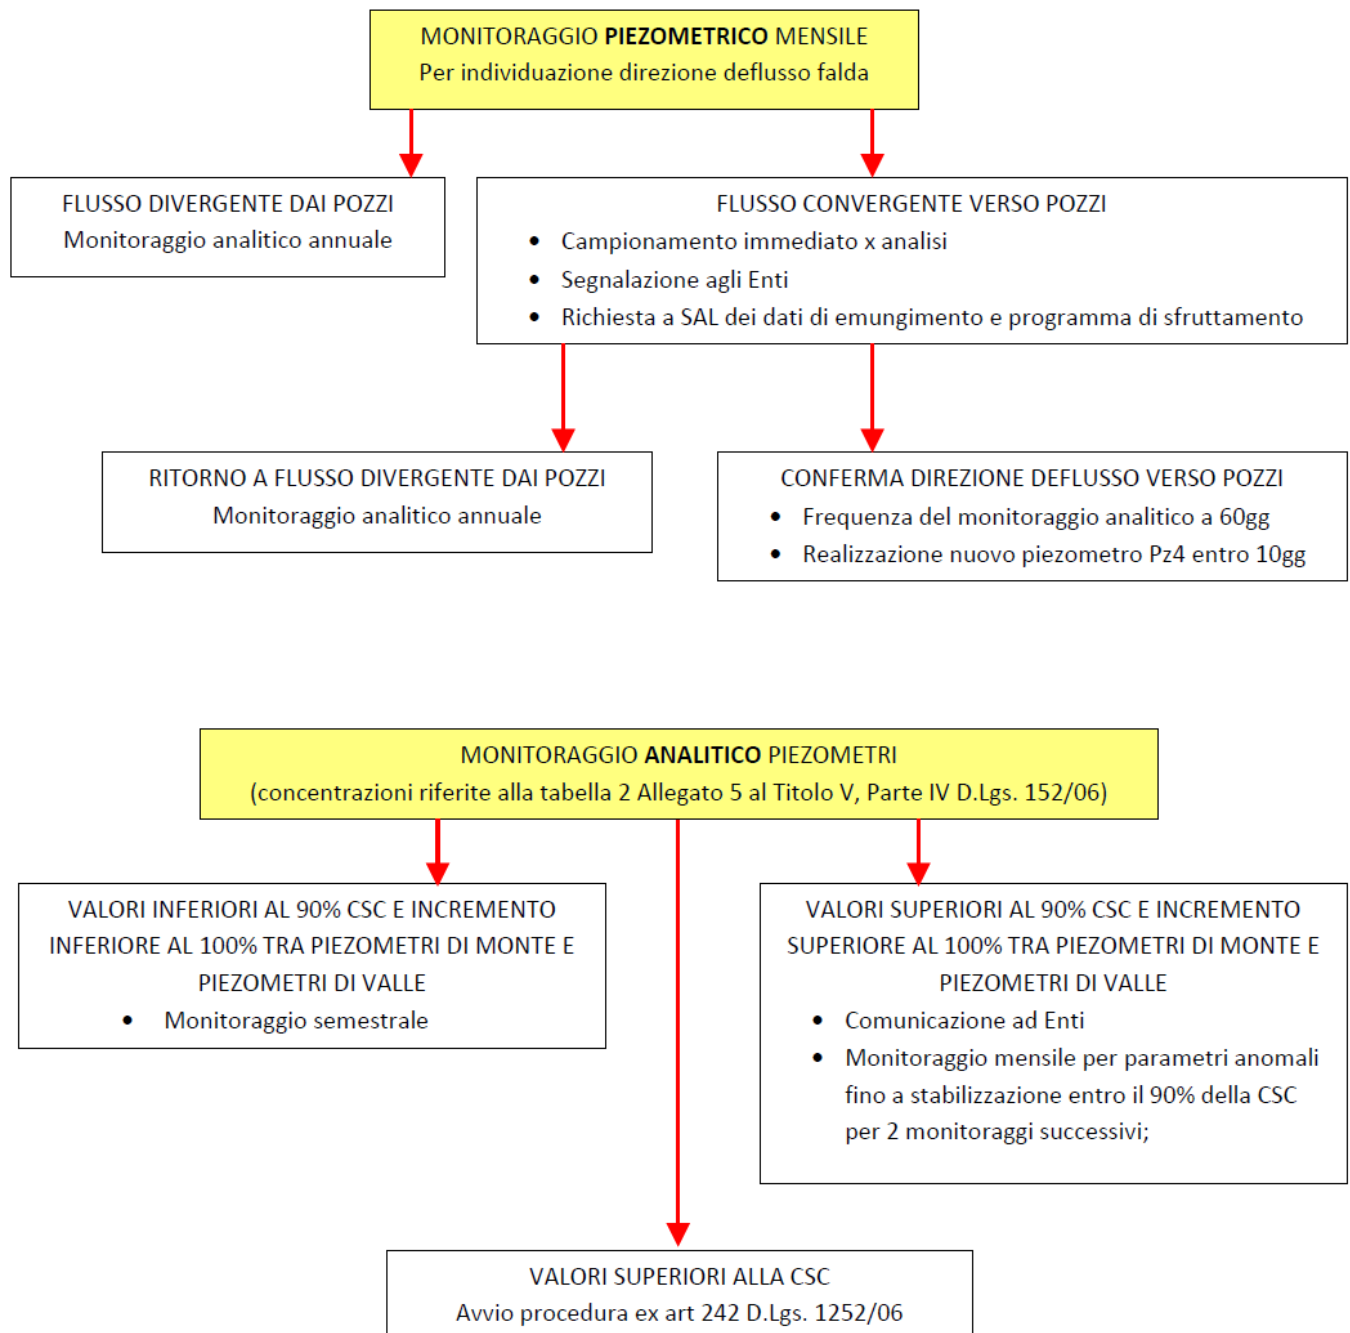 MONITORAGGIO PIEZOMETRICO MENSILE
Per individuazione direzione deflusso falda
FLUSSO DIVERGENTE DAI POZZI
Monitoraggio analitico annuale
FLUSSO CONVERGENTE VERSO POZZI
• Campionamento immediato x analisi
• Segnalazione agli Enti
• Richiesta a SAL dei dati di emungimento e programma di sfruttamento
RITORNO A FLUSSO DIVERGENTE DAI POZZI
Monitoraggio analitico annuale
CONFERMA DIREZIONE DEFLUSSO VERSO POZZI
• Frequenza del monitoraggio analitico a 60gg
• Realizzazione nuovo piezometro Pz4 entro 10gg
MONITORAGGIO ANALITICO PIEZOMETRI
(concentrazioni riferite alla tabella 2 Allegato 5 al Titolo V, Parte IV D.Lgs. 152/06)
VALORI INFERIORI AL 90% CSC E INCREMENTO
INFERIORE AL 100% TRA PIEZOMETRI DI MONTE E
PIEZOMETRI DI VALLE
• Monitoraggio semestrale
VALORI SUPERIORI AL 90% CSC E INCREMENTO
SUPERIORE AL 100% TRA PIEZOMETRI DI MONTE E
PIEZOMETRI DI VALLE
• Comunicazione ad Enti
• Monitoraggio mensile per parametri anomali
fino a stabilizzazione entro il 90% della CSC
per 2 monitoraggi successivi;
VALORI SUPERIORI ALLA CSC
Avvio procedura ex art 242 D.Lgs. 1252/06